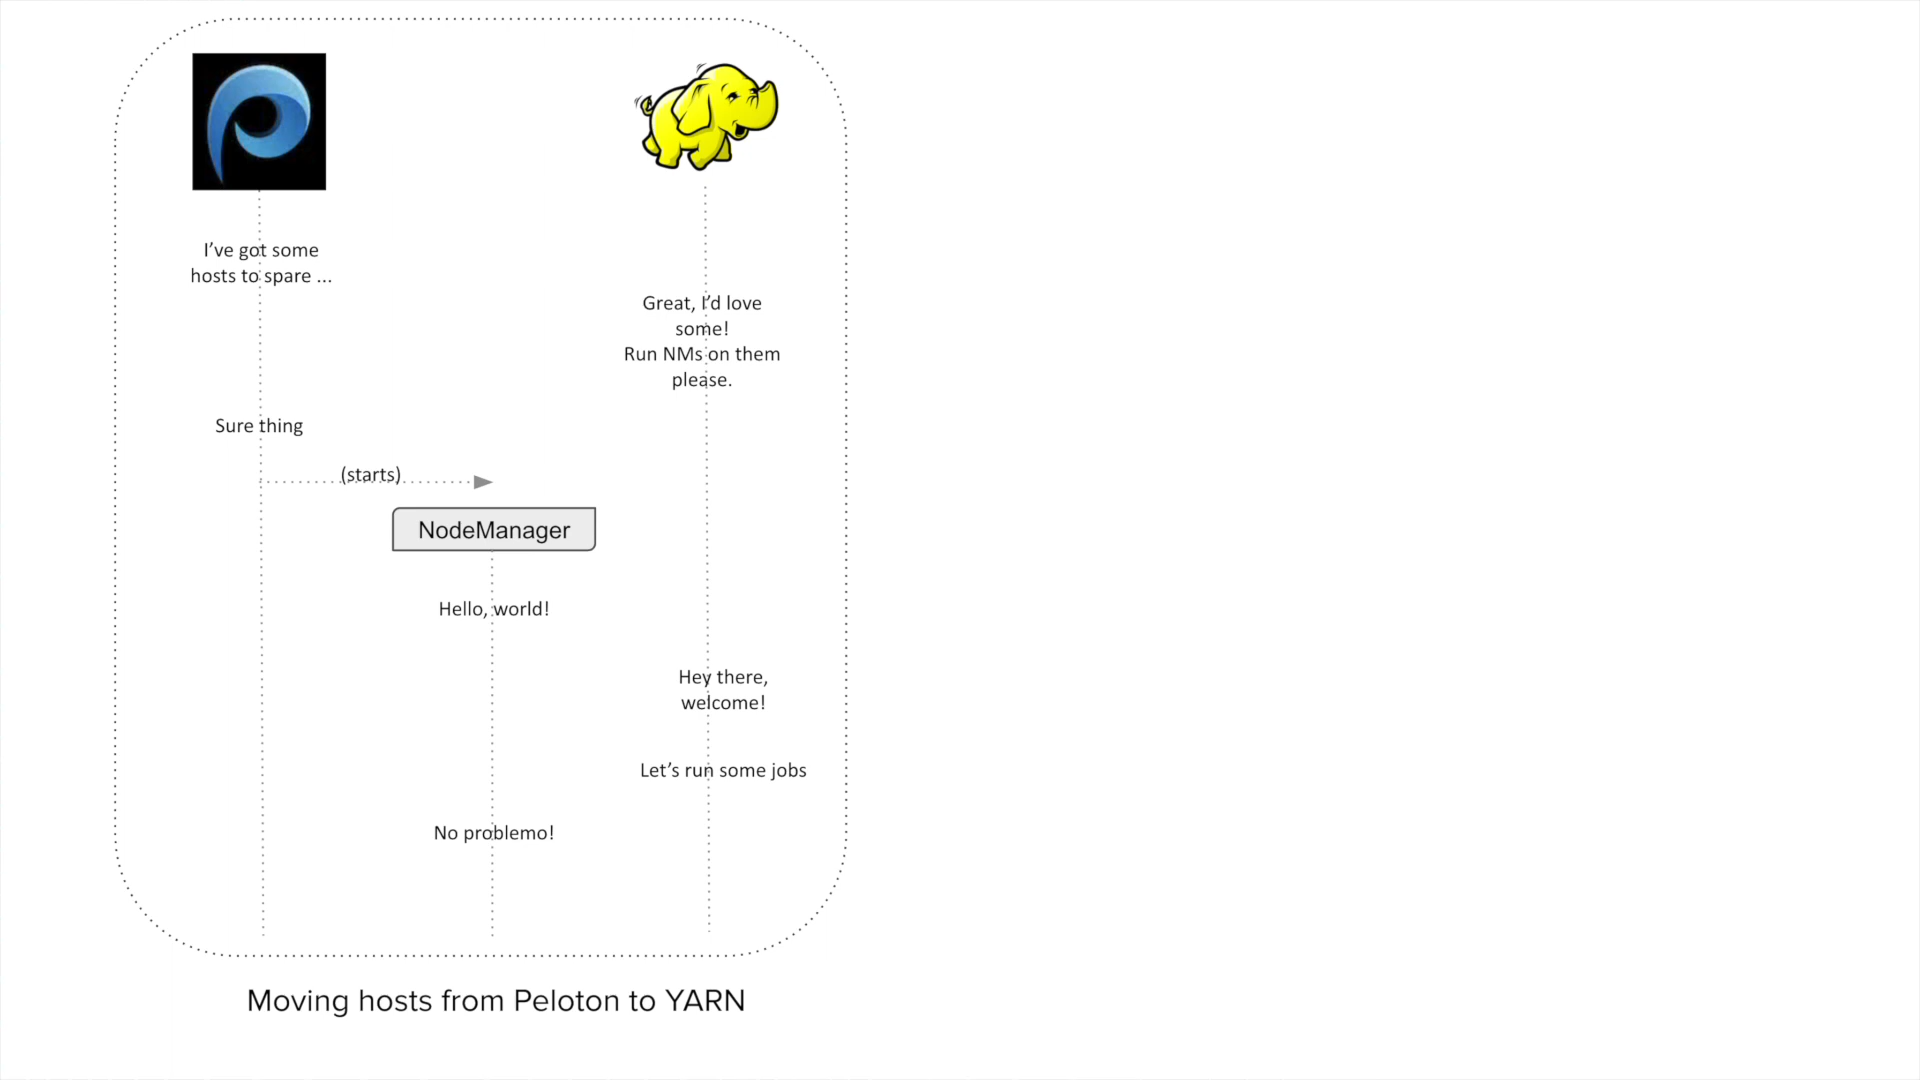 I’ve got some
hosts to spare ...
Great, I’d love
some!
Run NMs on them
please.
Sure thing
(starts)
NodeManager
Hello, world!
Hey there,
welcome!
Let’s run some jobs
No problemo!
Moving hosts from Peloton to YARN